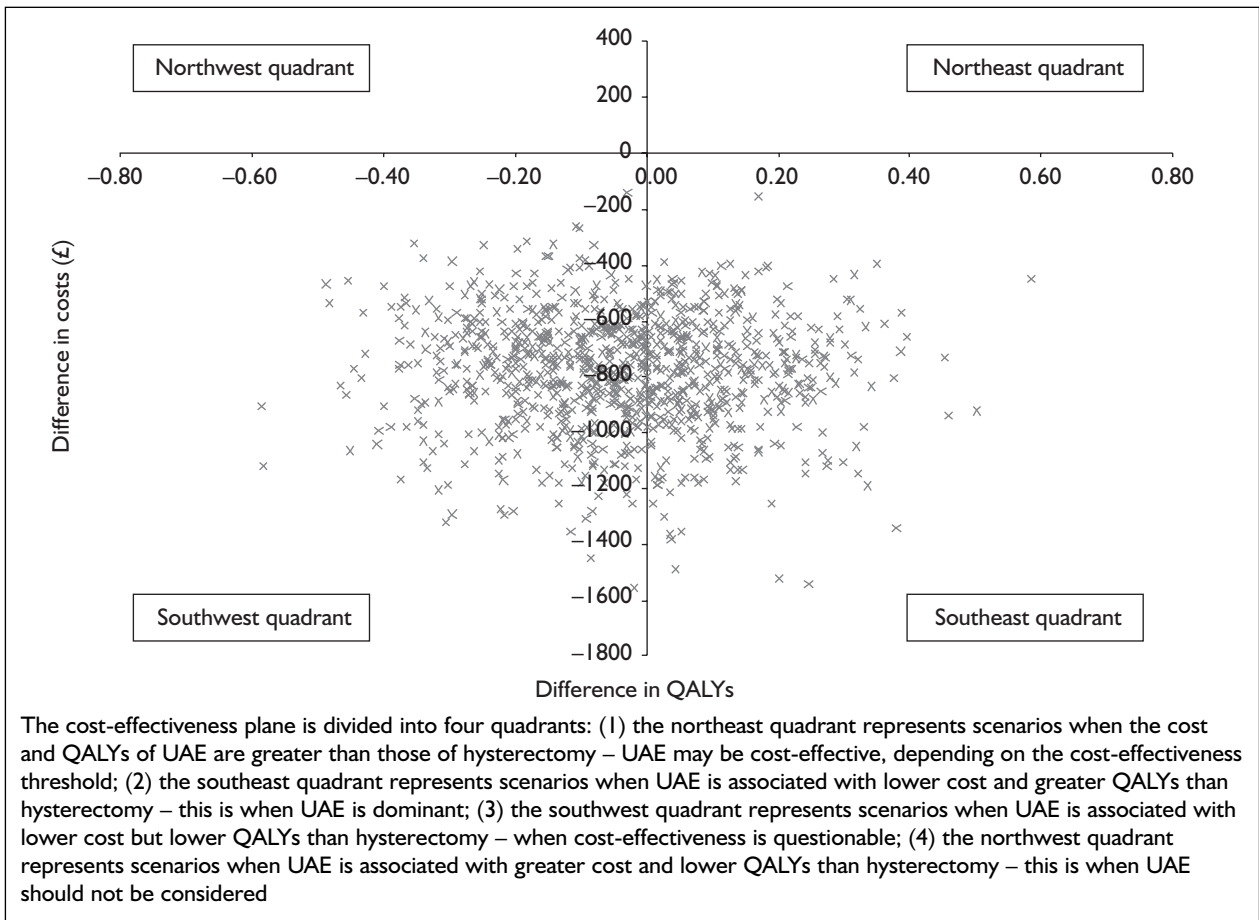 400
Northwest quadrant
Northeast quadrant
200
0
–0.80 –0.60 –0.40 –0.20 0.00 0.20 0.40 0.60 0.80
–200
–400
–600
–800
–1000
–1200
–1400
–1600
–1800
Difference in costs (£)
Southwest quadrant
Southeast quadrant
Difference in QALYs
The cost-effectiveness plane is divided into four quadrants: (1) the northeast quadrant represents scenarios when the cost
and QALYs of UAE are greater than those of hysterectomy – UAE may be cost-effective, depending on the cost-effectiveness
threshold; (2) the southeast quadrant represents scenarios when UAE is associated with lower cost and greater QALYs than
hysterectomy – this is when UAE is dominant; (3) the southwest quadrant represents scenarios when UAE is associated with
lower cost but lower QALYs than hysterectomy – when cost-effectiveness is questionable; (4) the northwest quadrant
represents scenarios when UAE is associated with greater cost and lower QALYs than hysterectomy – this is when UAE
should not be considered